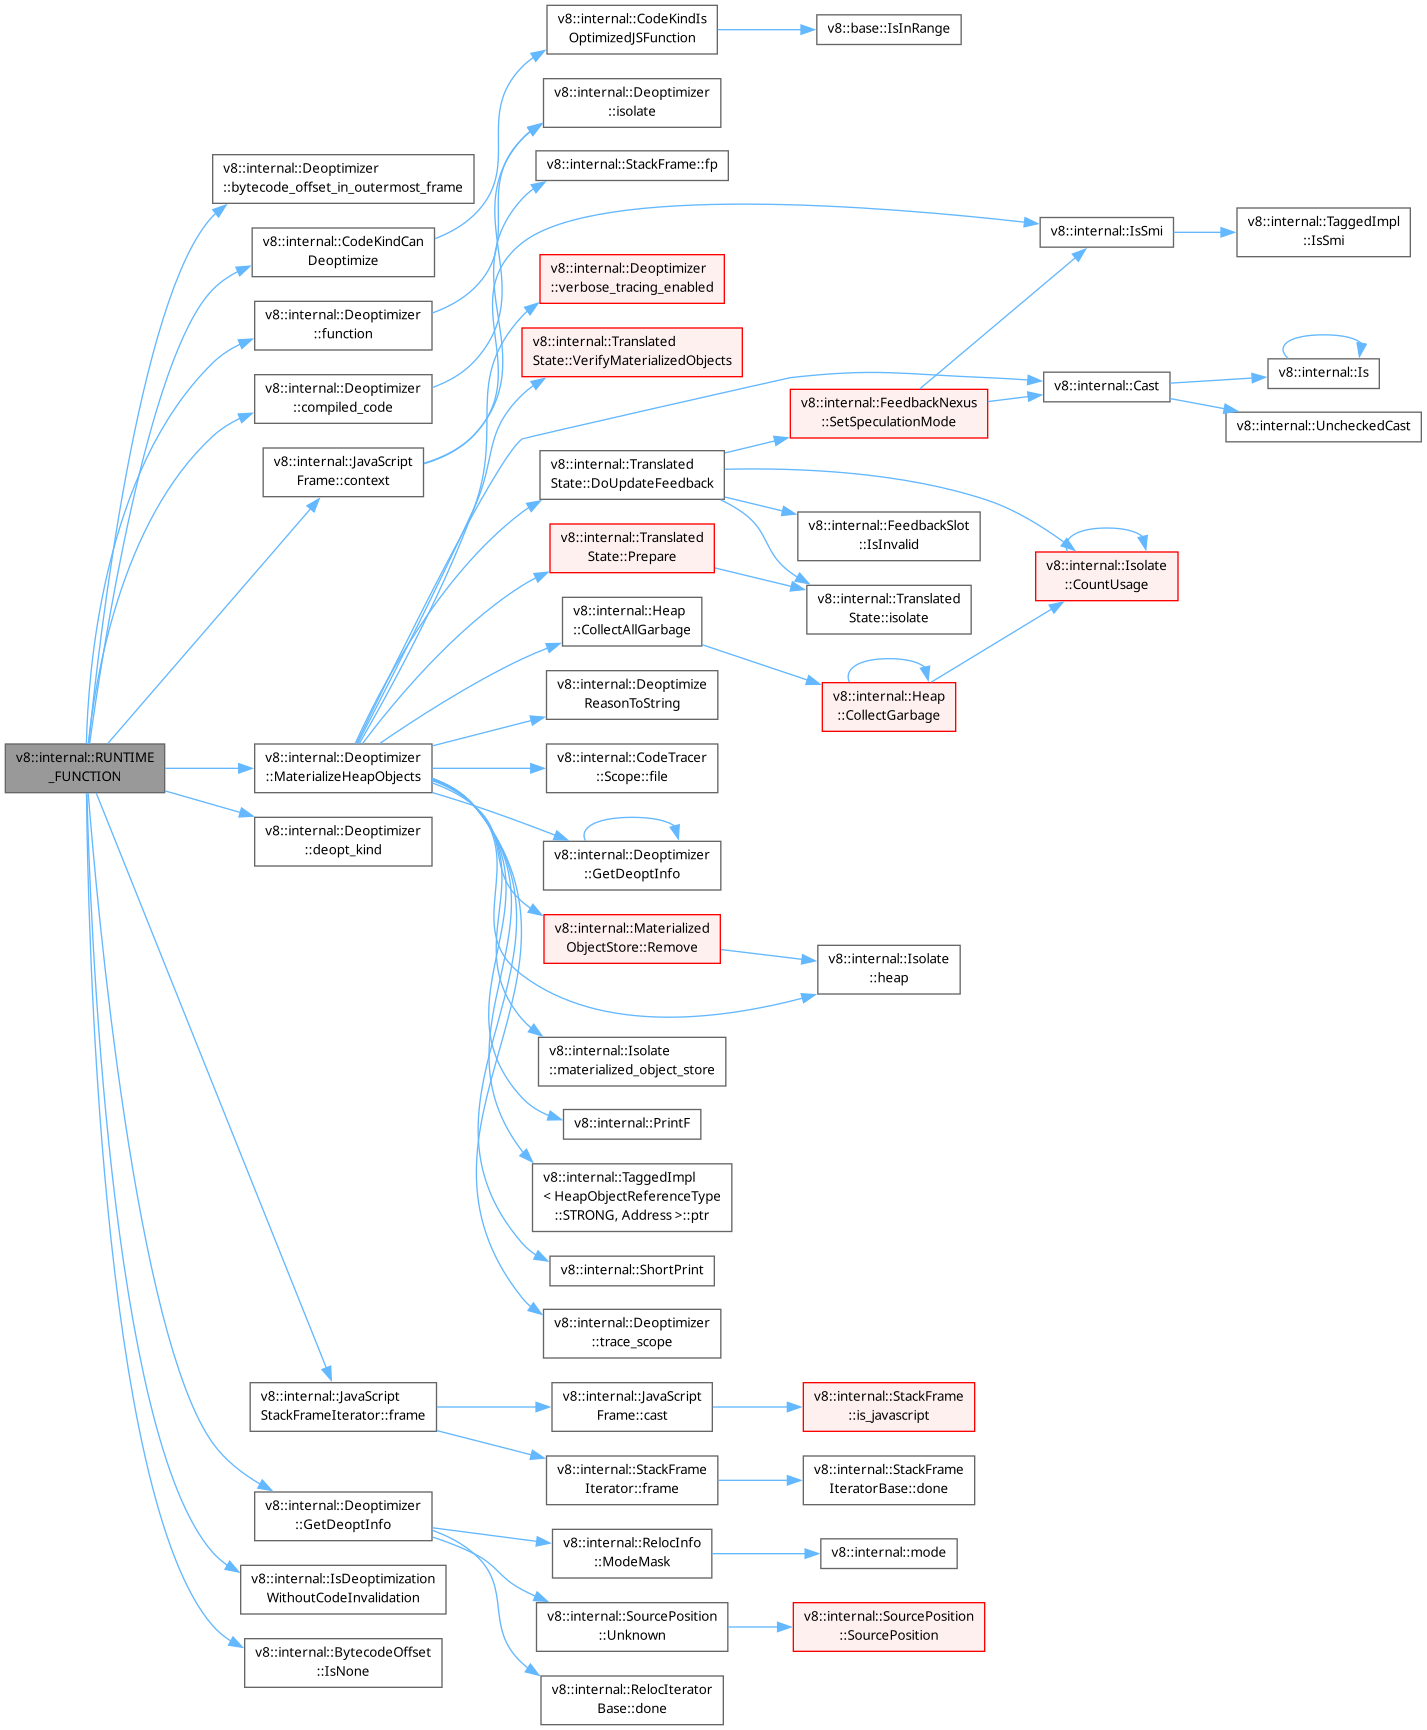 v8::internal::RUNTIME
_FUNCTION
v8::internal::Deoptimizer
::bytecode_offset_in_outermost_frame
v8::internal::CodeKindCan
Deoptimize
v8::internal::Deoptimizer
::function
v8::internal::Deoptimizer
::compiled_code
v8::internal::JavaScript
Frame::context
v8::internal::Deoptimizer
::MaterializeHeapObjects
v8::internal::Deoptimizer
::deopt_kind
v8::internal::JavaScript
StackFrameIterator::frame
v8::internal::Deoptimizer
::GetDeoptInfo
v8::internal::IsDeoptimization
WithoutCodeInvalidation
v8::internal::BytecodeOffset
::IsNone
v8::internal::CodeKindIs
OptimizedJSFunction
v8::internal::Deoptimizer
::isolate
v8::internal::StackFrame::fp
v8::internal::Deoptimizer
::verbose_tracing_enabled
v8::internal::Translated
State::VerifyMaterializedObjects
v8::internal::Translated
State::DoUpdateFeedback
v8::internal::Translated
State::Prepare
v8::internal::Heap
::CollectAllGarbage
v8::internal::Deoptimize
ReasonToString
v8::internal::CodeTracer
::Scope::file
v8::internal::Deoptimizer
::GetDeoptInfo
v8::internal::Materialized
ObjectStore::Remove
v8::internal::Isolate
::materialized_object_store
v8::internal::PrintF
v8::internal::TaggedImpl
< HeapObjectReferenceType
::STRONG, Address >::ptr
v8::internal::ShortPrint
v8::internal::Deoptimizer
::trace_scope
v8::internal::JavaScript
Frame::cast
v8::internal::StackFrame
Iterator::frame
v8::internal::RelocInfo
::ModeMask
v8::internal::SourcePosition
::Unknown
v8::internal::RelocIterator
Base::done
v8::base::IsInRange
v8::internal::FeedbackNexus
::SetSpeculationMode
v8::internal::FeedbackSlot
::IsInvalid
v8::internal::Translated
State::isolate
v8::internal::Heap
::CollectGarbage
v8::internal::Isolate
::heap
v8::internal::StackFrame
::is_javascript
v8::internal::StackFrame
IteratorBase::done
v8::internal::mode
v8::internal::SourcePosition
::SourcePosition
v8::internal::IsSmi
v8::internal::Cast
v8::internal::Isolate
::CountUsage
v8::internal::TaggedImpl
::IsSmi
v8::internal::Is
v8::internal::UncheckedCast